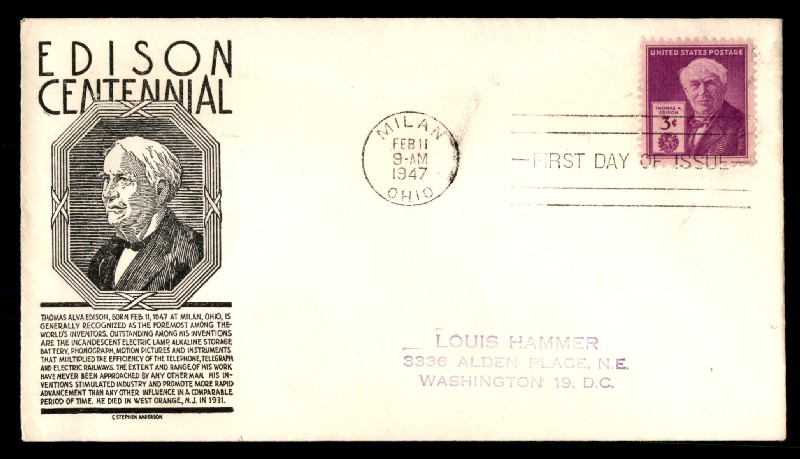 EDISON
CENTENNIAL
THOMAS ALVA EDISON, BORN FEB. 11, 1847 AT MILAN, OHIO, IS
GENERALLY RECOGNIZED AS THE FOREMOST AMONG THE
WORLD'S INVENTORS. OUTSTANDING AMONG HIS INVENTIONS
ARE THE INCANDESCENT ELECTRIC LAMP, ALKALINE STORAGE
BATTERY, PHONOGRAPH, MOTION PICTURES AND INSTRUMENTS
THAT MULTIPLIED THE EFFICIENCY OF THE TELEPHONE, TELEGRAPH
AND ELECTRIC RAILWAYS. THE EXTENT AND RANGE OF HIS WORK
HAVE NEVER BEEN APPROACHED BY ANY OTHER MAN. HIS IN-
VENTIONS STIMULATED INDUSTRY AND PROMOTE MORE RAPID
ADVANCEMENT THAN ANY OTHER INFLUENCE IN A COMPARABLE
PERIOD OF TIME. HE DIED IN WEST ORANGE, N.J. IN 1931.
C. STEPHEN ANDERSON
MILAN
FEB 11
9-AM
1947
OHIO
UNITED STATES POSTAGE
THOMAS A.
EDISON
3¢
FIRST DAY OF ISSUE
LOUIS HAMMER
3336 ALDEN PLACE, N.E.
WASHINGTON 19, D.C.